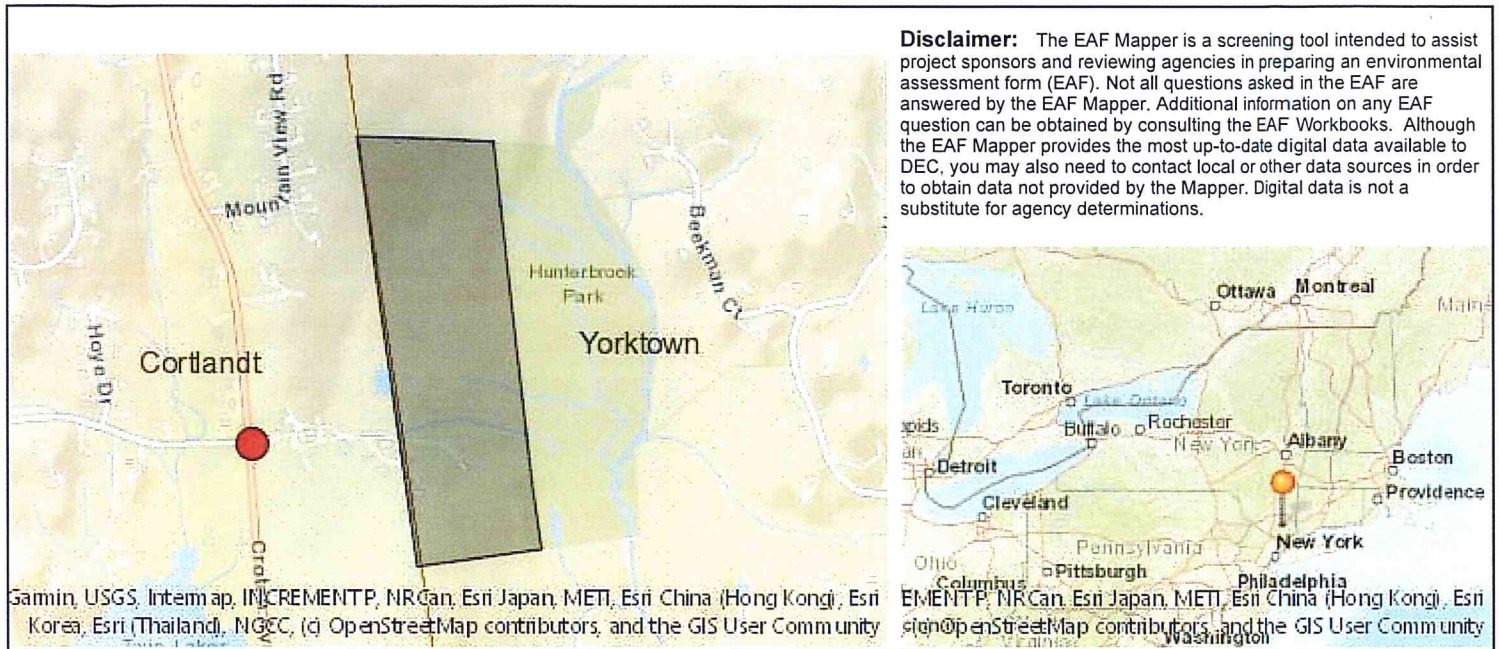 Disclaimer: The EAF Mapper is a screening tool intended to assist
project sponsors and reviewing agencies in preparing an environmental
assessment form (EAF). Not all questions asked in the EAF are
answered by the EAF Mapper. Additional information on any EAF
question can be obtained by consulting the EAF Workbooks. Although
the EAF Mapper provides the most up-to-date digital data available to
DEC, you may also need to contact local or other data sources in order
to obtain data not provided by the Mapper. Digital data is not a
substitute for agency determinations.
Mountain View Rd
Beekman Ct
Hunterbrook
Park
Yorktown
Cortlandt
Hoye Dr
Garmin, USGS, Intermap, INCREMENT P, NRCan, Esri Japan, METI, Esri China (Hong Kong), Esri
Korea, Esri (Thailand), NGCC, (c) OpenStreetMap contributors, and the GIS User Community
Ottawa
Montreal
Lake Huron
Toronto
Lake Ontario
Buffalo
Rochester
New York
Albany
Boston
Detroit
Providence
Cleveland
New York
Pennsylvania
Ohio
Columbus
Pittsburgh
Philadelphia
EMENT P, NRCan, Esri Japan, METI, Esri China (Hong Kong), Esri
(c) OpenStreetMap contributors, and the GIS User Community
Washington